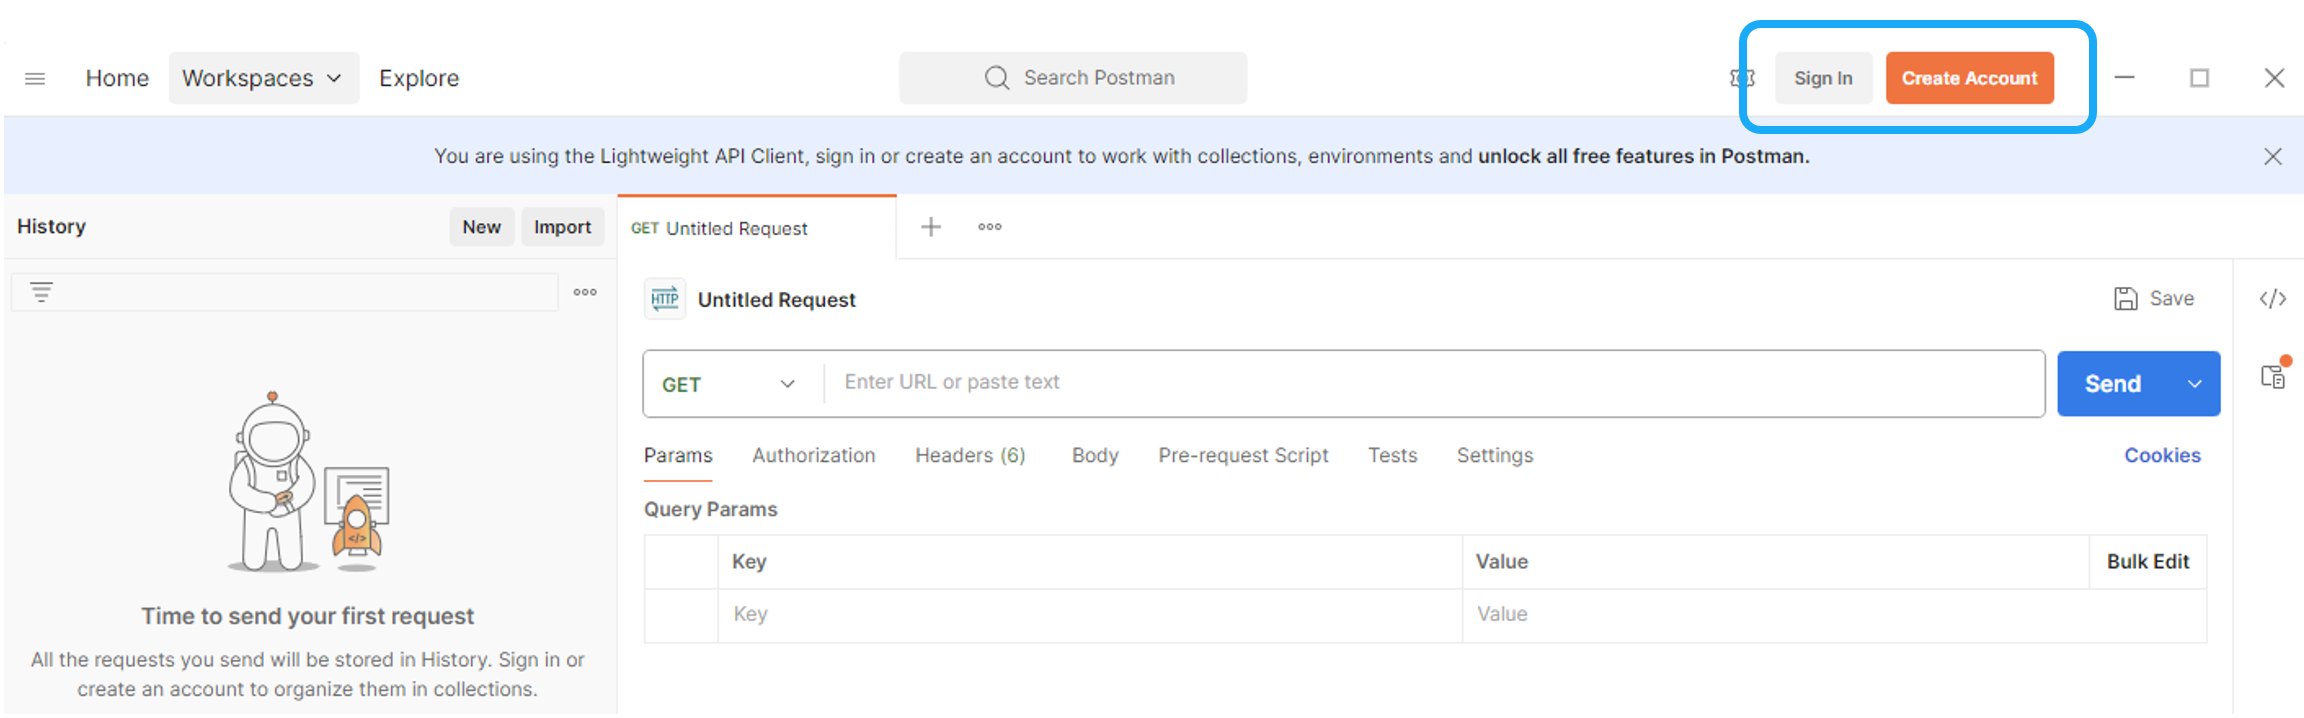 Home Workspaces Explore Search Postman Sign In Create Account
You are using the Lightweight API Client, sign in or create an account to work with collections, environments and unlock all free features in Postman.
History New Import GET Untitled Request
HTTP Untitled Request Save </>
GET Enter URL or paste text Send
Params Authorization Headers (6) Body Pre-request Script Tests Settings Cookies
Query Params
Key Value Bulk Edit
Key Value
</>
Time to send your first request
All the requests you send will be stored in History. Sign in or
create an account to organize them in collections.